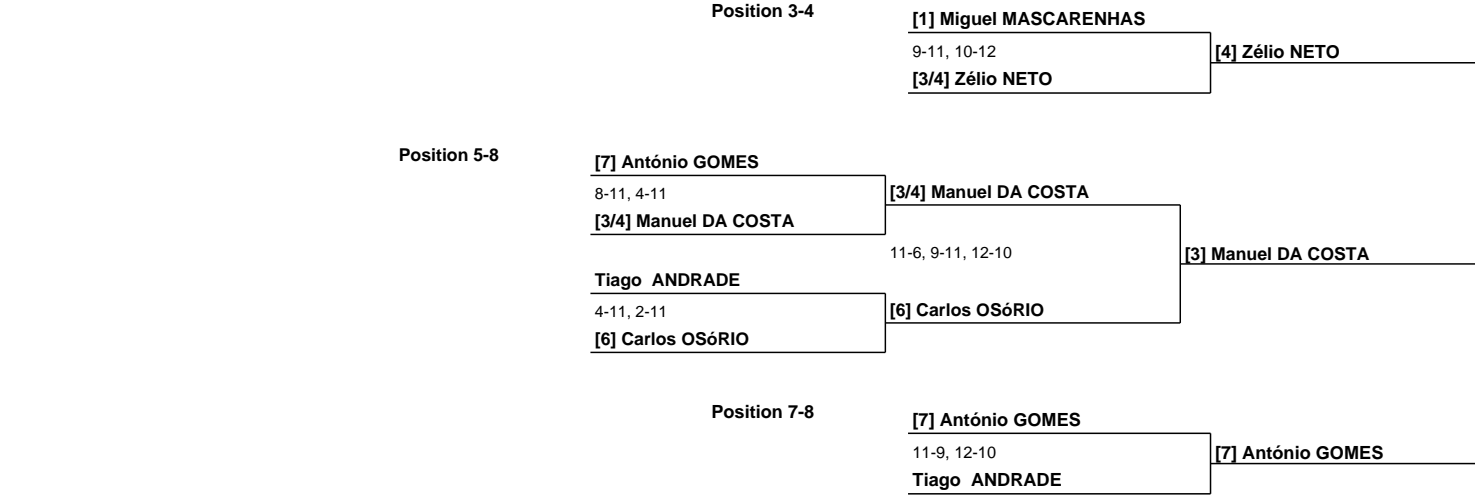 Position 3-4
[1] Miguel MASCARENHAS
9-11, 10-12
[4] Zélio NETO
[3/4] Zélio NETO
Position 5-8
[7] António GOMES
8-11, 4-11
[3/4] Manuel DA COSTA
[3/4] Manuel DA COSTA
11-6, 9-11, 12-10
[3] Manuel DA COSTA
Tiago  ANDRADE
4-11, 2-11
[6] Carlos OSóRIO
[6] Carlos OSóRIO
Position 7-8
[7] António GOMES
11-9, 12-10
[7] António GOMES
Tiago  ANDRADE